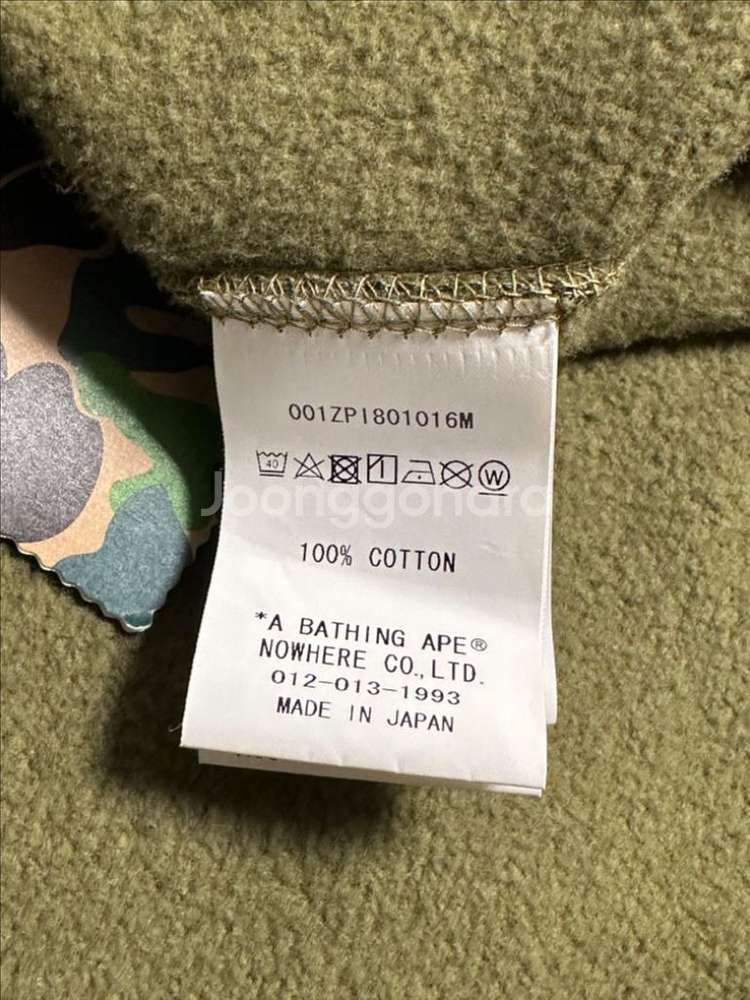 001ZPI801016M
40
W
Joonggonara
100% COTTON
*A BATHING APE®
NOWHERE CO.,LTD.
012-013-1993
MADE IN JAPAN